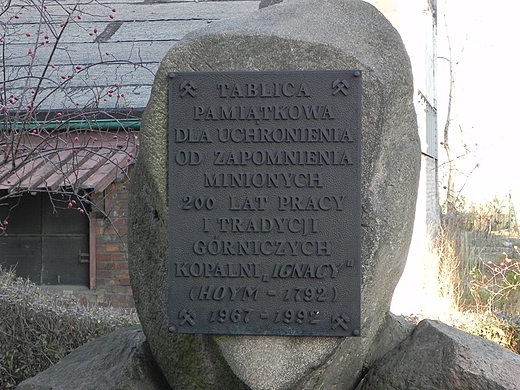 TABLICA
PAMIĄTKOWA
DLA UCHRONIENIA
OD ZAPOMNIENIA
MINIONYCH
200 LAT PRACY
I TRADYCJI
GÓRNICZYCH
KOPALNI „IGNACY"
(HOYM - 1792)
1967 - 1992